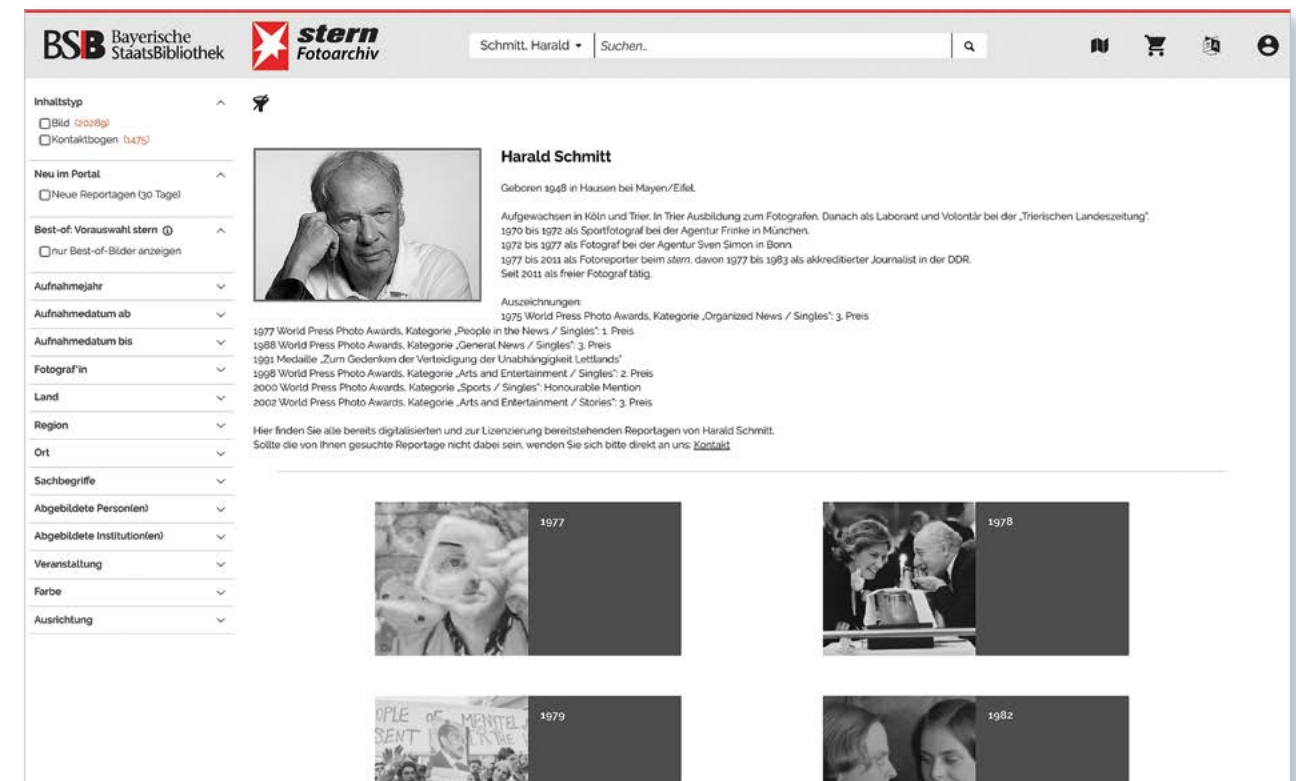 BSB Bayerische
StaatsBibliothek
stern
Fotoarchiv
Schmitt, Harald
Suchen..
Inhaltstyp
Bild (20289)
Kontaktbogen (1475)
Neu im Portal
Neue Reportagen (30 Tage)
Best-of: Vorauswahl stern
nur Best-of-Bilder anzeigen
Aufnahmejahr
Aufnahmedatum ab
Aufnahmedatum bis
Fotograf*in
Land
Region
Ort
Sachbegriffe
Abgebildete Person(en)
Abgebildete Institution(en)
Veranstaltung
Farbe
Ausrichtung
Harald Schmitt
Geboren 1948 in Hausen bei Mayen/Eifel.
Aufgewachsen in Köln und Trier. In Trier Ausbildung zum Fotografen. Danach als Laborant und Volontär bei der „Trierischen Landeszeitung“.
1970 bis 1972 als Sportfotograf bei der Agentur Frinke in München.
1972 bis 1977 als Fotograf bei der Agentur Sven Simon in Bonn.
1977 bis 2011 als Fotoreporter beim stern, davon 1977 bis 1983 als akkreditierter Journalist in der DDR.
Seit 2011 als freier Fotograf tätig.
Auszeichnungen:
1975 World Press Photo Awards, Kategorie „Organized News / Singles“: 3. Preis
1977 World Press Photo Awards, Kategorie „People in the News / Singles“: 1. Preis
1988 World Press Photo Awards, Kategorie „General News / Singles“: 3. Preis
1991 Medaille „Zum Gedenken der Verteidigung der Unabhängigkeit Lettlands“
1998 World Press Photo Awards, Kategorie „Arts and Entertainment / Singles“: 2. Preis
2000 World Press Photo Awards, Kategorie „Sports / Singles“: Honourable Mention
2002 World Press Photo Awards, Kategorie „Arts and Entertainment / Stories“: 3. Preis
Hier finden Sie alle bereits digitalisierten und zur Lizenzierung bereitstehenden Reportagen von Harald Schmitt.
Sollte die von Ihnen gesuchte Reportage nicht dabei sein, wenden Sie sich bitte direkt an uns: Kontakt
1977
1978
1979
1982